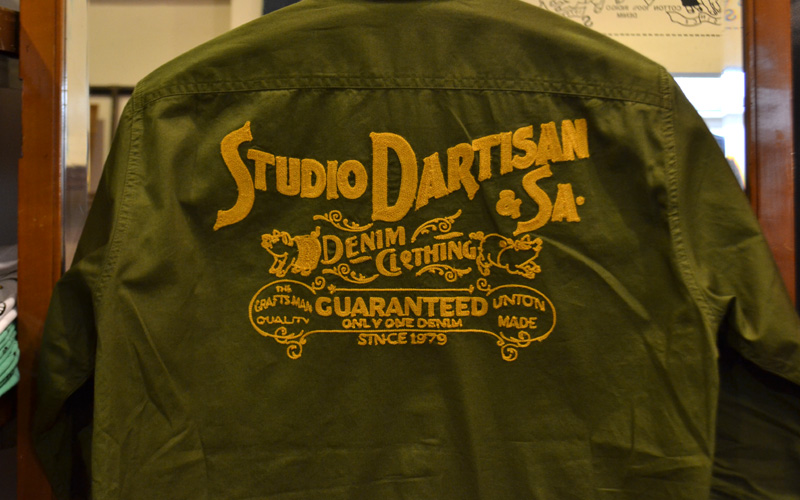 STUDIO DARTISAN
& SA.
DENIM
CLOTHING
THE
CRAFTSMAN
QUALITY
GUARANTEED
ONLY ONE DENIM
SINCE 1979
UNION
MADE